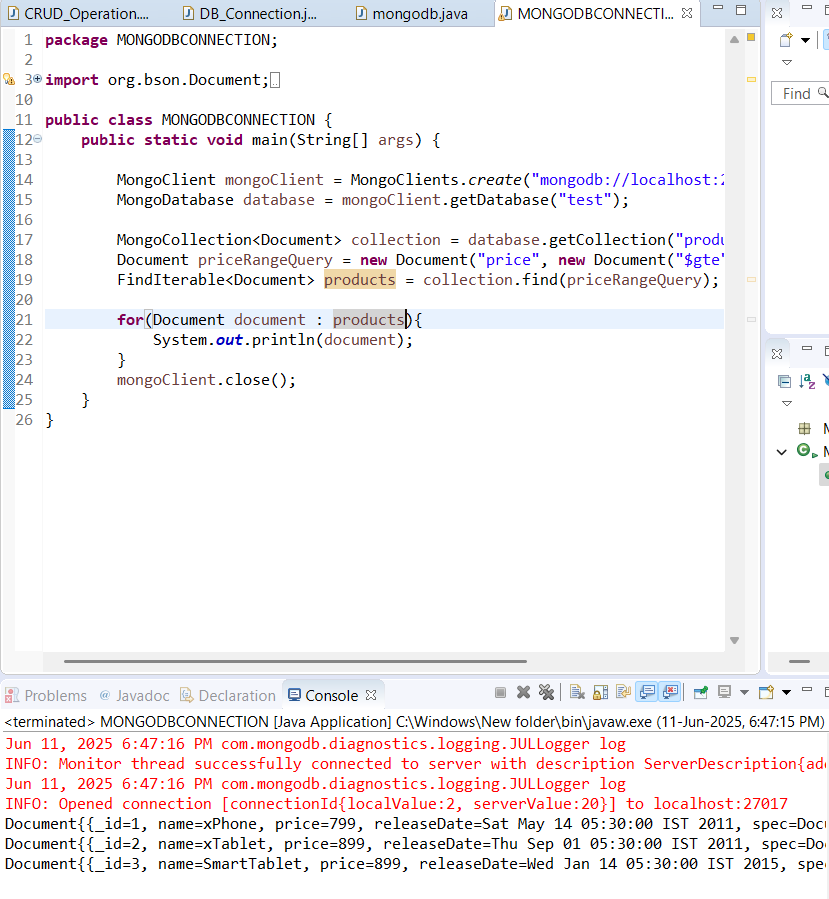 CRUD_Operation.... DB_Connection.j... mongodb.java MONGODBCONNECTI...
1 package MONGODBCONNECTION;
2
3 import org.bson.Document;
10
11 public class MONGODBCONNECTION {
12 public static void main(String[] args) {
13
14 MongoClient mongoClient = MongoClients.create("mongodb://localhost:2
15 MongoDatabase database = mongoClient.getDatabase("test");
16
17 MongoCollection<Document> collection = database.getCollection("produ
18 Document priceRangeQuery = new Document("price", new Document("$gte"
19 FindIterable<Document> products = collection.find(priceRangeQuery);
20
21 for(Document document : products){
22 System.out.println(document);
23 }
24 mongoClient.close();
25 }
26 }
Find
Problems @ Javadoc Declaration Console
<terminated> MONGODBCONNECTION [Java Application] C:\Windows\New folder\bin\javaw.exe (11-Jun-2025, 6:47:15 PM)
Jun 11, 2025 6:47:16 PM com.mongodb.diagnostics.logging.JULLogger log
INFO: Monitor thread successfully connected to server with description ServerDescription{ad
Jun 11, 2025 6:47:16 PM com.mongodb.diagnostics.logging.JULLogger log
INFO: Opened connection [connectionId{localValue:2, serverValue:20}] to localhost:27017
Document{{_id=1, name=xPhone, price=799, releaseDate=Sat May 14 05:30:00 IST 2011, spec=Docu
Document{{_id=2, name=xTablet, price=899, releaseDate=Thu Sep 01 05:30:00 IST 2011, spec=Do
Document{{_id=3, name=SmartTablet, price=899, releaseDate=Wed Jan 14 05:30:00 IST 2015, spe